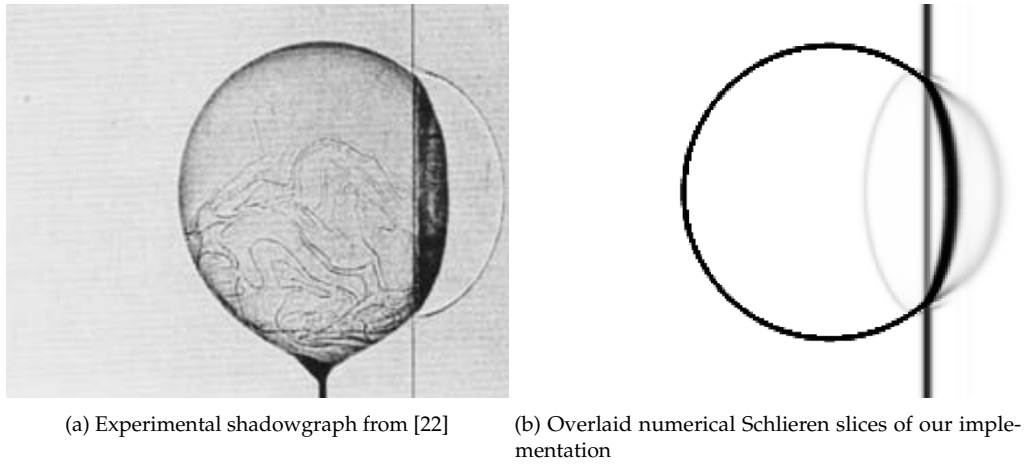 (a) Experimental shadowgraph from [22]
(b) Overlaid numerical Schlieren slices of our imple-
mentation